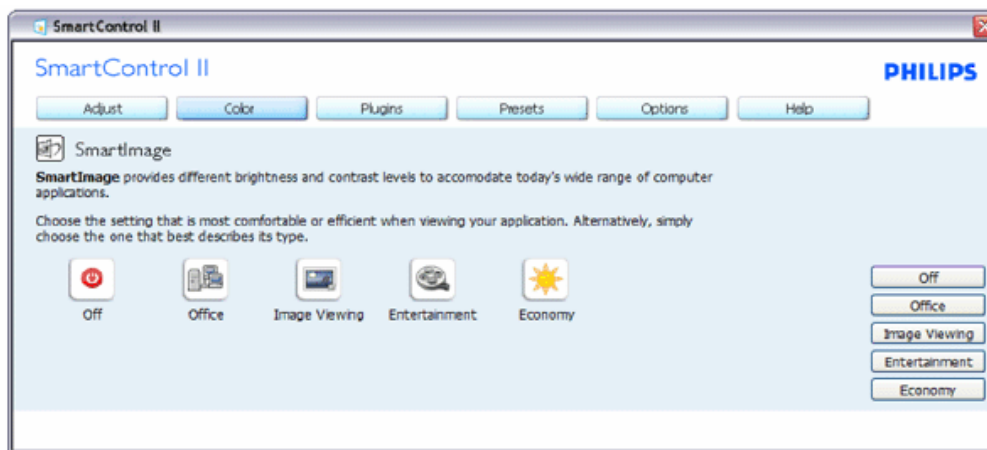 SmartControl II
SmartControl II
PHILIPS
Adjust Color Plugins Presets Options Help
SmartImage
SmartImage provides different brightness and contrast levels to accomodate today's wide range of computer
applications.
Choose the setting that is most comfortable or efficient when viewing your application. Alternatively, simply
choose the one that best describes its type.
Off Office Image Viewing Entertainment Economy
Off
Office
Image Viewing
Entertainment
Economy